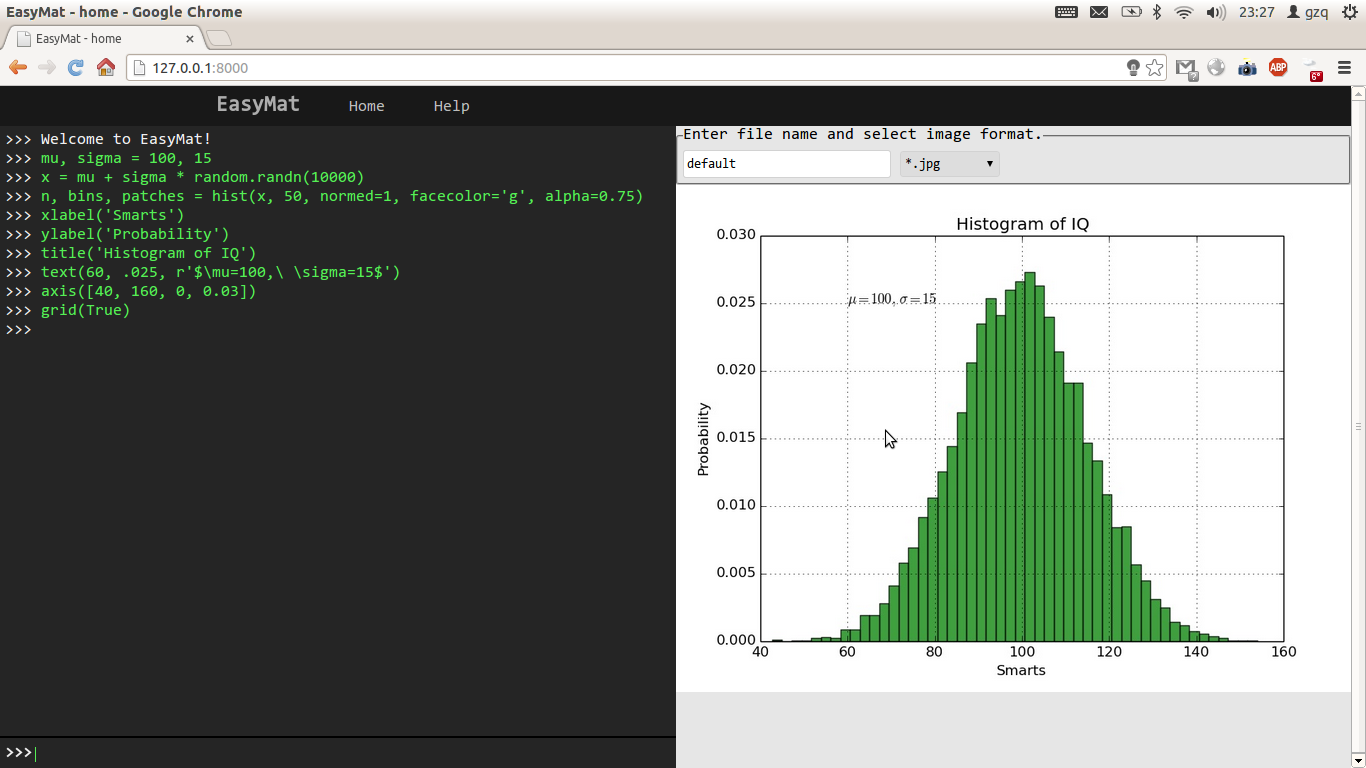 EasyMat - home - Google Chrome
23:27 gzq
EasyMat - home
127.0.0.1:8000
ABP
6°
EasyMat Home Help
>>> Welcome to EasyMat!
>>> mu, sigma = 100, 15
>>> x = mu + sigma * random.randn(10000)
>>> n, bins, patches = hist(x, 50, normed=1, facecolor='g', alpha=0.75)
>>> xlabel('Smarts')
>>> ylabel('Probability')
>>> title('Histogram of IQ')
>>> text(60, .025, r'$\mu=100,\ \sigma=15$')
>>> axis([40, 160, 0, 0.03])
>>> grid(True)
>>>
>>>
Enter file name and select image format.
default *.jpg
Histogram of IQ
0.030
0.025
0.020
0.015
0.010
0.005
0.000
μ=100, σ=15
Probability
40 60 80 100 120 140 160
Smarts